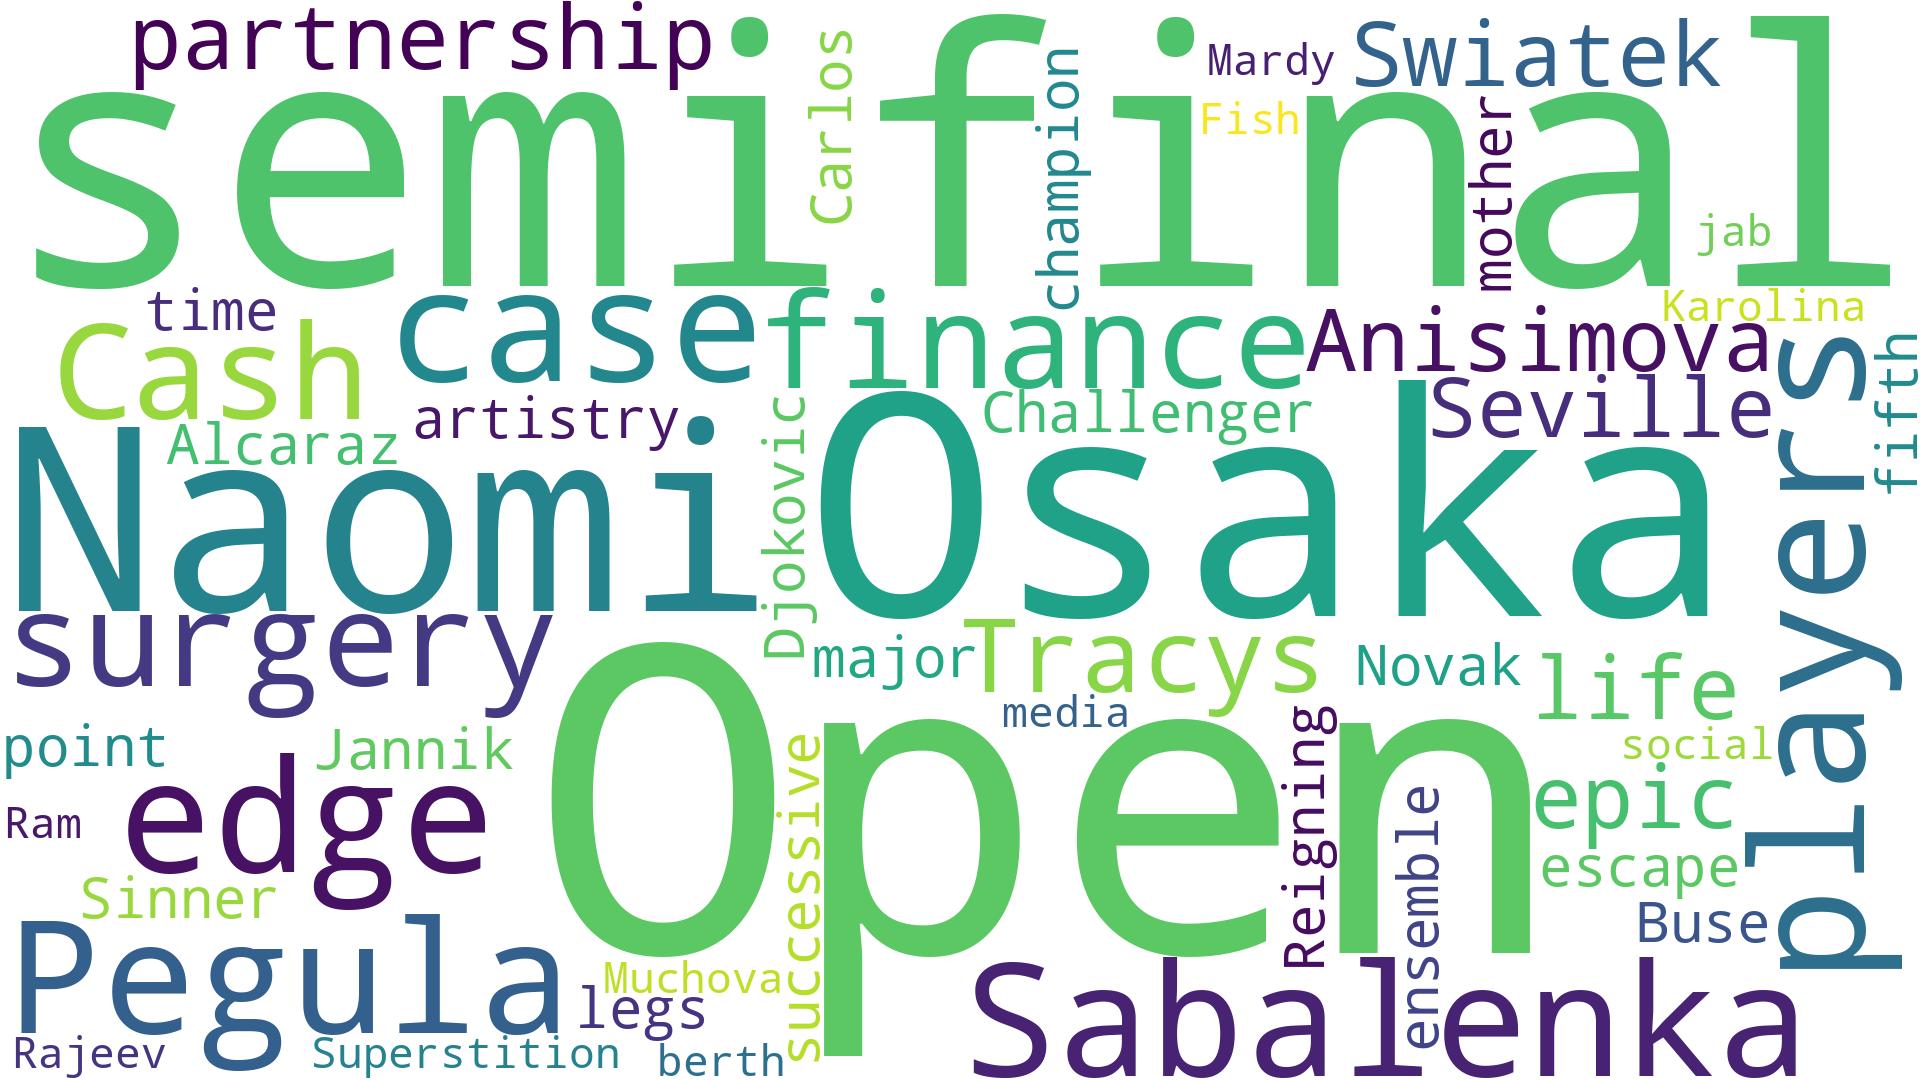 partnership
semifinal
Carlos
champion
Mardy
Swiatek
Fish
mother
jab
time
case
finance
Anisimova
Karolina
Cash
fifth
players
Alcaraz
artistry
Djokovic
Challenger
Seville
Naomi
Osaka
surgery
major
Tracys
Novak
life
media
Open
point
Jannik
successive
Reigning
social
epic
Ram
edge
ensemble
escape
Sinner
Buse
Pegula
Muchova
legs
Sabalenka
Rajeev
Superstition
berth